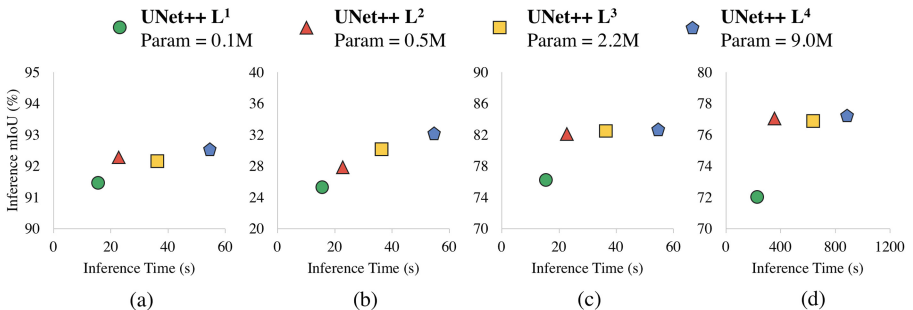 UNet++ L¹ UNet++ L² UNet++ L³ UNet++ L⁴
Param = 0.1M Param = 0.5M Param = 2.2M Param = 9.0M
Inference mIoU (%)
95
94
93
92
91
90
0 20 40 60
Inference Time (s)
(a)
40
36
32
28
24
20
0 20 40 60
Inference Time (s)
(b)
90
86
82
78
74
70
0 20 40 60
Inference Time (s)
(c)
80
78
76
74
72
70
0 400 800 1200
Inference Time (s)
(d)